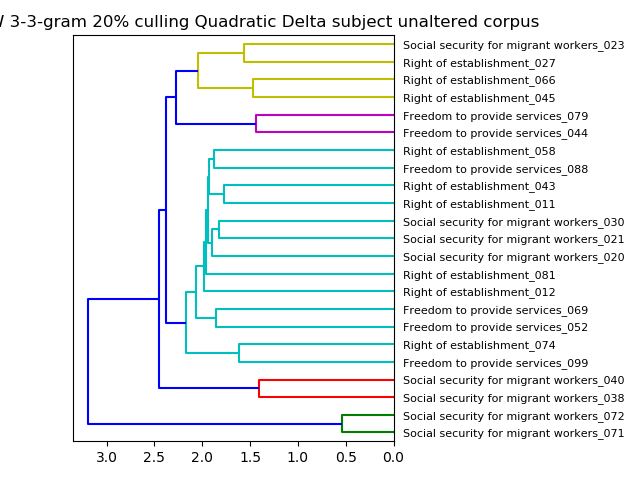 3-3-gram 20% culling Quadratic Delta subject unaltered corpus
Social security for migrant workers_023
Right of establishment_027
Right of establishment_066
Right of establishment_045
Freedom to provide services_079
Freedom to provide services_044
Right of establishment_058
Freedom to provide services_088
Right of establishment_043
Right of establishment_011
Social security for migrant workers_030
Social security for migrant workers_021
Social security for migrant workers_020
Right of establishment_081
Right of establishment_012
Freedom to provide services_069
Freedom to provide services_052
Right of establishment_074
Freedom to provide services_099
Social security for migrant workers_040
Social security for migrant workers_038
Social security for migrant workers_072
Social security for migrant workers_071
3.0 2.5 2.0 1.5 1.0 0.5 0.0